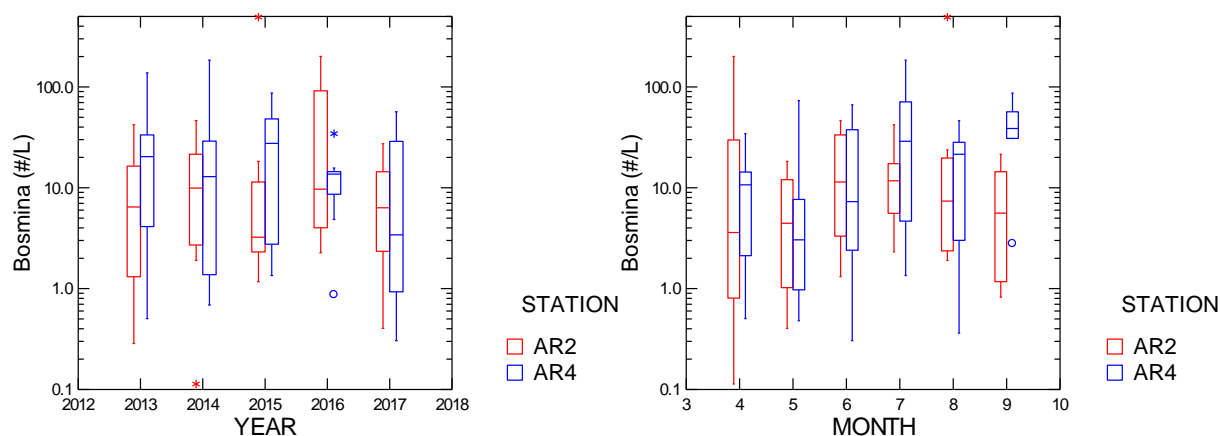 100.0
10.0
1.0
0.1
Bosmina (#/L)
2012 2013 2014 2015 2016 2017 2018
YEAR
STATION
AR2
AR4
100.0
10.0
1.0
0.1
Bosmina (#/L)
3 4 5 6 7 8 9 10
MONTH
STATION
AR2
AR4